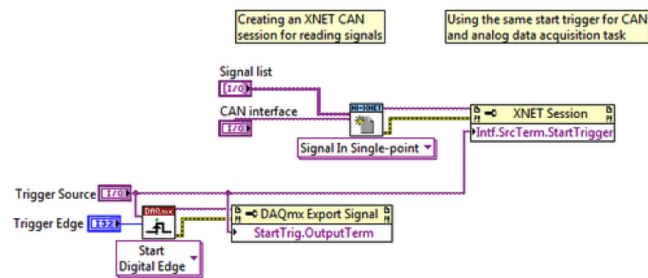 Creating an XNET CAN
session for reading signals
Using the same start trigger for CAN
and analog data acquisition task
Signal list
I/O
CAN interface
I/O
NI-XNET
Signal In Single-point
XNET Session
Intf.SrcTerm.StartTrigger
Trigger Source
I/O
Trigger Edge
I32
DAQmx
Start
Digital Edge
DAQmx Export Signal
StartTrig.OutputTerm